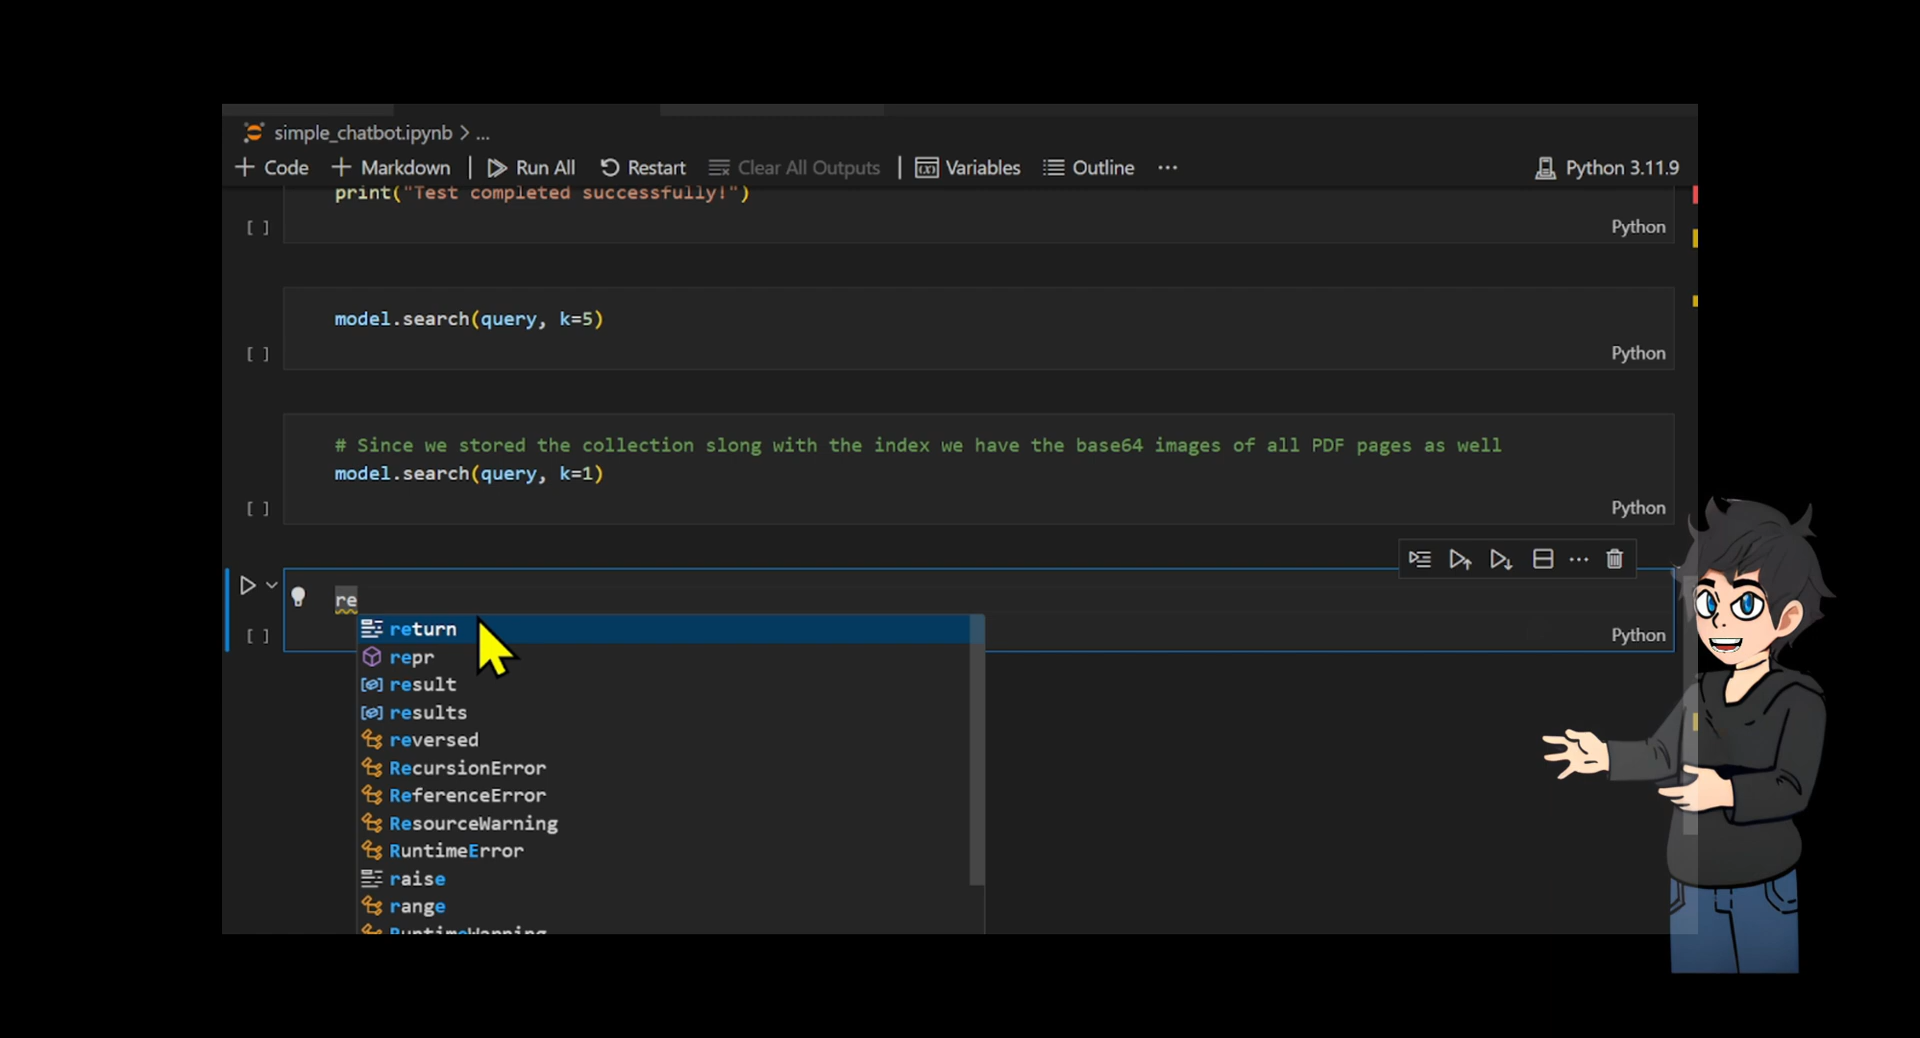 simple_chatbot.ipynb > ...
+ Code + Markdown | Run All Restart Clear All Outputs | Variables Outline ... Python 3.11.9
print("Test completed successfully!")
[ ] Python
model.search(query, k=5)
[ ] Python
# Since we stored the collection slong with the index we have the base64 images of all PDF pages as well
model.search(query, k=1)
[ ] Python
re
[ ] Python
return
repr
result
results
reversed
RecursionError
ReferenceError
ResourceWarning
RuntimeError
raise
range
RuntimeWarning